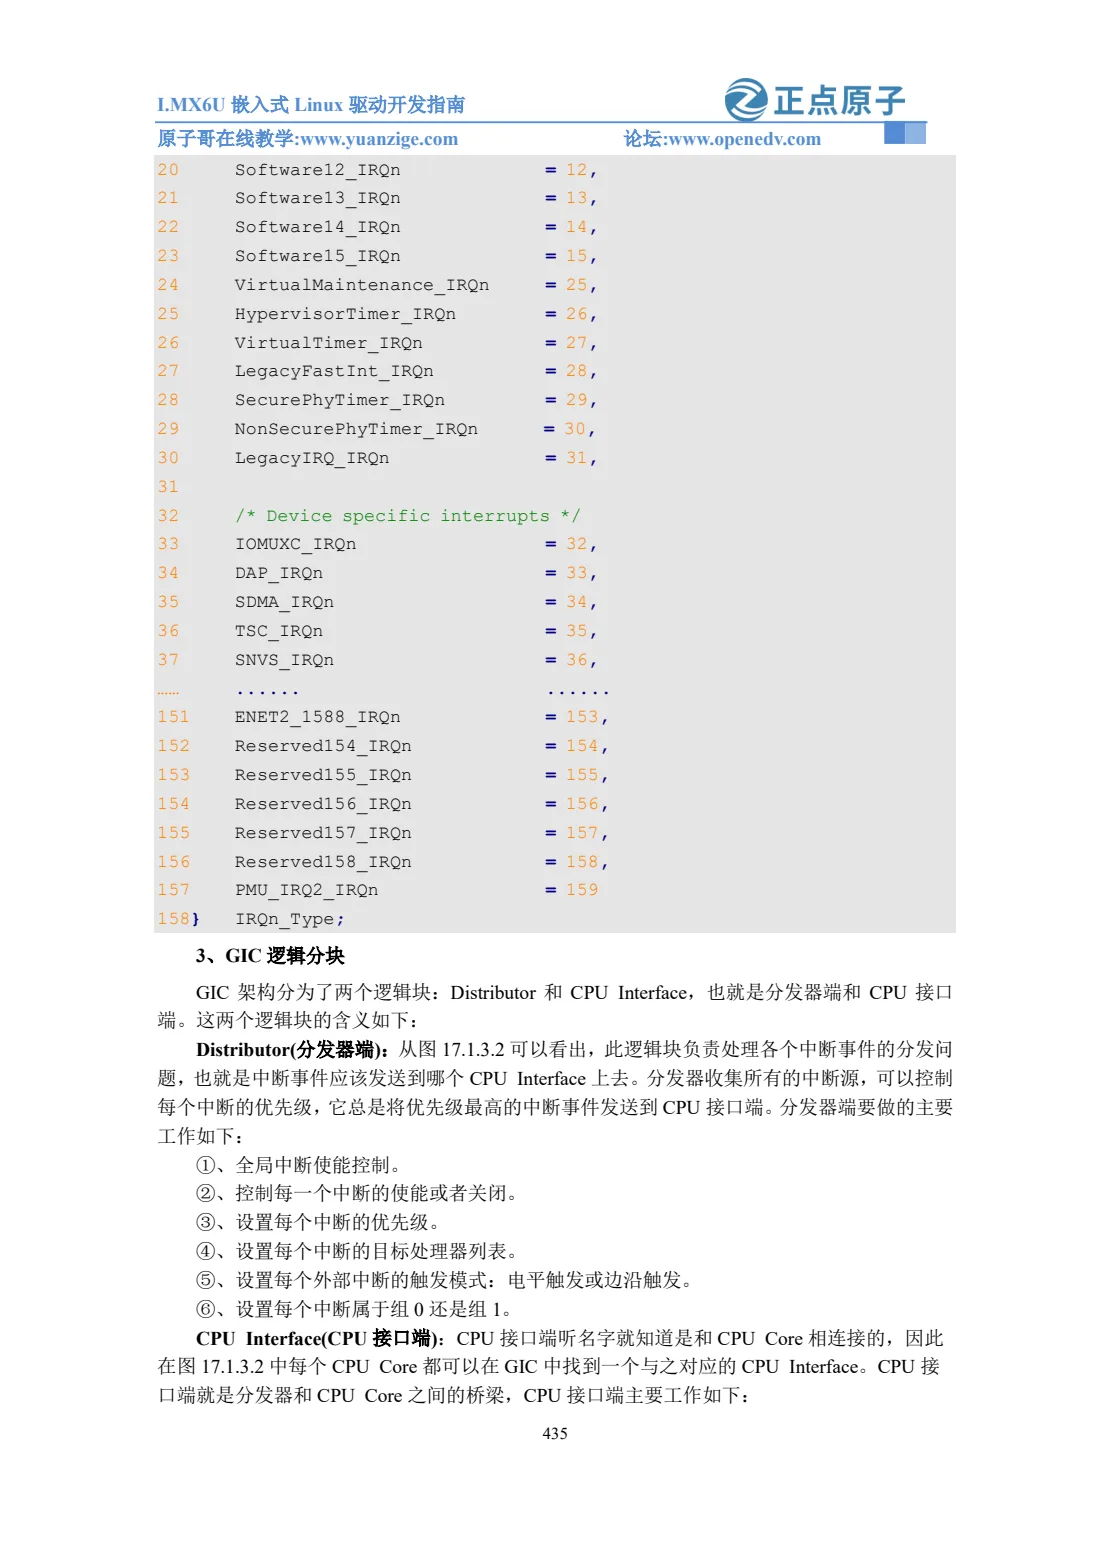 I.MX6U 嵌入式 Linux 驱动开发指南
正点原子
原子哥在线教学:www.yuanzige.com 论坛:www.openedv.com
20 Software12_IRQn = 12,
21 Software13_IRQn = 13,
22 Software14_IRQn = 14,
23 Software15_IRQn = 15,
24 VirtualMaintenance_IRQn = 25,
25 HypervisorTimer_IRQn = 26,
26 VirtualTimer_IRQn = 27,
27 LegacyFastInt_IRQn = 28,
28 SecurePhyTimer_IRQn = 29,
29 NonSecurePhyTimer_IRQn = 30,
30 LegacyIRQ_IRQn = 31,
31
32 /* Device specific interrupts */
33 IOMUXC_IRQn = 32,
34 DAP_IRQn = 33,
35 SDMA_IRQn = 34,
36 TSC_IRQn = 35,
37 SNVS_IRQn = 36,
...... ...... ......
151 ENET2_1588_IRQn = 153,
152 Reserved154_IRQn = 154,
153 Reserved155_IRQn = 155,
154 Reserved156_IRQn = 156,
155 Reserved157_IRQn = 157,
156 Reserved158_IRQn = 158,
157 PMU_IRQ2_IRQn = 159
158} IRQn_Type;
3、GIC 逻辑分块
GIC 架构分为了两个逻辑块：Distributor 和 CPU Interface，也就是分发器端和 CPU 接口
端。这两个逻辑块的含义如下：
Distributor(分发器端)：从图 17.1.3.2 可以看出，此逻辑块负责处理各个中断事件的分发问
题，也就是中断事件应该发送到哪个 CPU Interface 上去。分发器收集所有的中断源，可以控制
每个中断的优先级，它总是将优先级最高的中断事件发送到 CPU 接口端。分发器端要做的主要
工作如下：
①、全局中断使能控制。
②、控制每一个中断的使能或者关闭。
③、设置每个中断的优先级。
④、设置每个中断的目标处理器列表。
⑤、设置每个外部中断的触发模式：电平触发或边沿触发。
⑥、设置每个中断属于组 0 还是组 1。
CPU Interface(CPU 接口端)：CPU 接口端听名字就知道是和 CPU Core 相连接的，因此
在图 17.1.3.2 中每个 CPU Core 都可以在 GIC 中找到一个与之对应的 CPU Interface。CPU 接
口端就是分发器和 CPU Core 之间的桥梁，CPU 接口端主要工作如下：
435